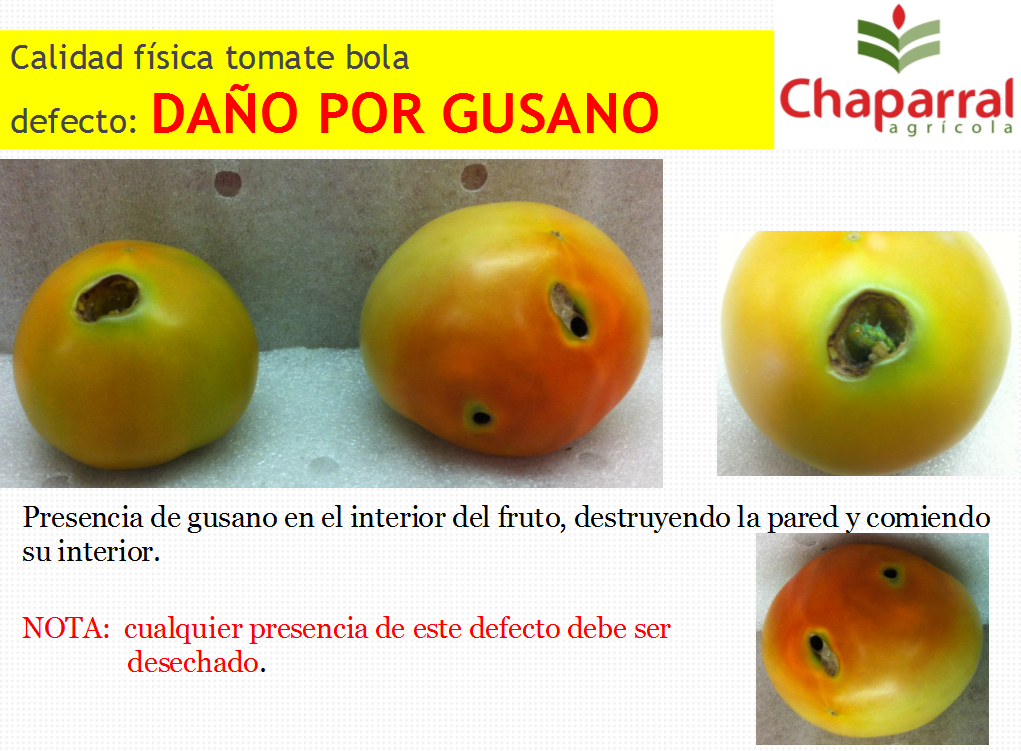 Calidad física tomate bola
defecto: DAÑO POR GUSANO
Chaparral
agrícola
Presencia de gusano en el interior del fruto, destruyendo la pared y comiendo
su interior.
NOTA: cualquier presencia de este defecto debe ser
desechado.